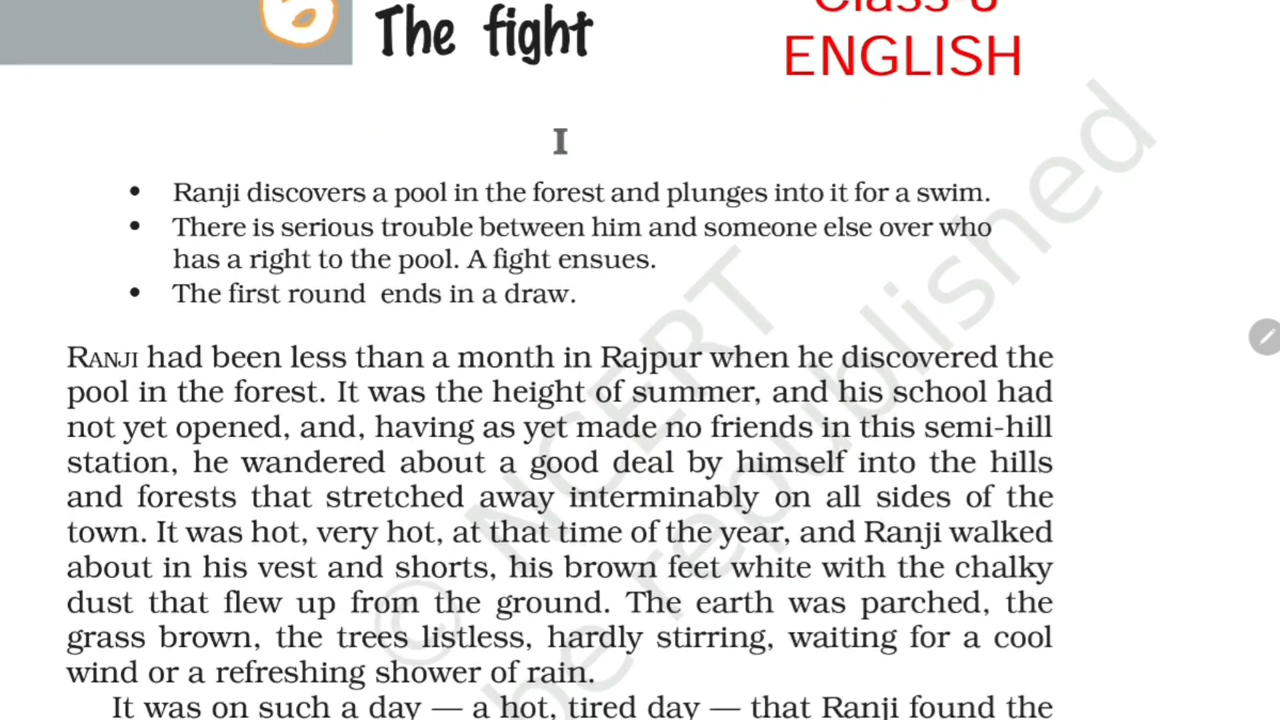 6
The fight
Class-8
ENGLISH
I
• Ranji discovers a pool in the forest and plunges into it for a swim.
• There is serious trouble between him and someone else over who
has a right to the pool. A fight ensues.
• The first round ends in a draw.
RANJI had been less than a month in Rajpur when he discovered the
pool in the forest. It was the height of summer, and his school had
not yet opened, and, having as yet made no friends in this semi-hill
station, he wandered about a good deal by himself into the hills
and forests that stretched away interminably on all sides of the
town. It was hot, very hot, at that time of the year, and Ranji walked
about in his vest and shorts, his brown feet white with the chalky
dust that flew up from the ground. The earth was parched, the
grass brown, the trees listless, hardly stirring, waiting for a cool
wind or a refreshing shower of rain.
It was on such a day — a hot, tired day — that Ranji found the
© NCERT
be republished